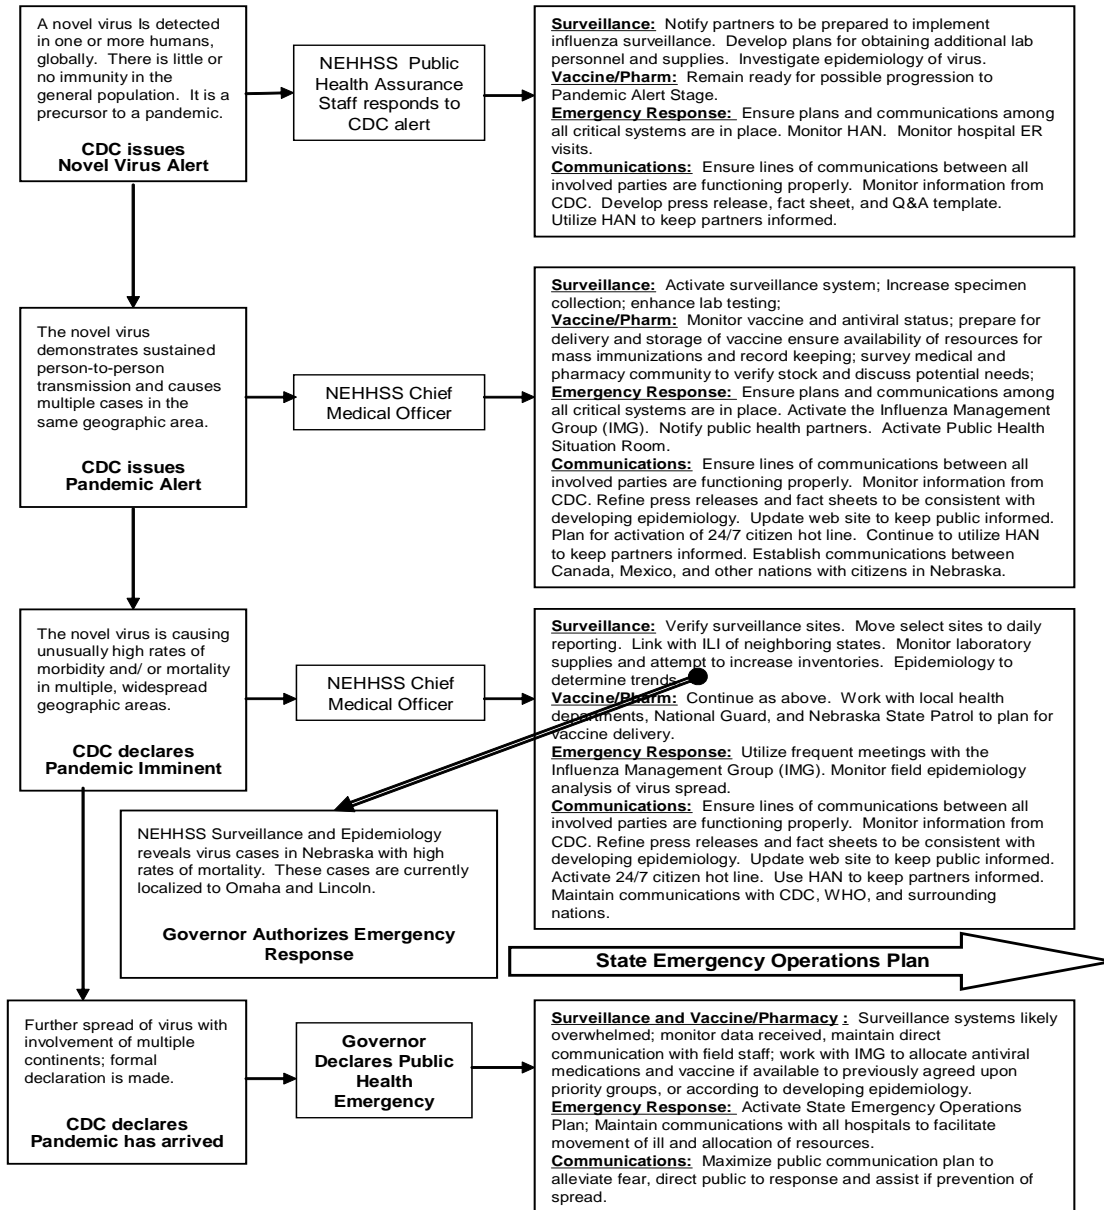 A novel virus Is detected
in one or more humans,
globally.  There is little or
no immunity in the
general population.  It is a
precursor to a pandemic.
CDC issues
Novel Virus Alert
NEHHSS  Public
Health Assurance
Staff responds to
CDC alert
Surveillance:  Notify partners to be prepared to implement
influenza surveillance.  Develop plans for obtaining additional lab
personnel and supplies.  Investigate epidemiology of virus.
Vaccine/Pharm:  Remain ready for possible progression to
Pandemic Alert Stage.
Emergency Response:  Ensure plans and communications among
all critical systems are in place. Monitor HAN.  Monitor hospital ER
visits.
Communications:  Ensure lines of communications between all
involved parties are functioning properly.  Monitor information from
CDC.  Develop press release, fact sheet, and Q&A template.
Utilize HAN to keep partners informed.
The novel virus
demonstrates sustained
person-to-person
transmission and causes
multiple cases in the
same geographic area.
CDC issues
Pandemic Alert
NEHHSS Chief
Medical Officer
Surveillance:  Activate surveillance system; Increase specimen
collection; enhance lab testing;
Vaccine/Pharm:  Monitor vaccine and antiviral status; prepare for
delivery and storage of vaccine ensure availability of resources for
mass immunizations and record keeping; survey medical and
pharmacy community to verify stock and discuss potential needs;
Emergency Response:  Ensure plans and communications among
all critical systems are in place. Activate the Influenza Management
Group (IMG).  Notify public health partners.  Activate Public Health
Situation Room.
Communications:  Ensure lines of communications between all
involved parties are functioning properly.  Monitor information from
CDC. Refine press releases and fact sheets to be consistent with
developing epidemiology.  Update web site to keep public informed.
Plan for activation of 24/7 citizen hot line.  Continue to utilize HAN
to keep partners informed. Establish communications between
Canada, Mexico, and other nations with citizens in Nebraska.
The novel virus is causing
unusually high rates of
morbidity and/ or mortality
in multiple, widespread
geographic areas.
CDC declares
Pandemic Imminent
NEHHSS Chief
Medical Officer
Surveillance:  Verify surveillance sites.  Move select sites to daily
reporting.  Link with ILI of neighboring states.  Monitor laboratory
supplies and attempt to increase inventories.  Epidemiology to
determine trends
Vaccine/Pharm:  Continue as above.  Work with local health
departments, National Guard, and Nebraska State Patrol to plan for
vaccine delivery.
Emergency Response:  Utilize frequent meetings with the
Influenza Management Group (IMG). Monitor field epidemiology
analysis of virus spread.
Communications:  Ensure lines of communications between all
involved parties are functioning properly.  Monitor information from
CDC. Refine press releases and fact sheets to be consistent with
developing epidemiology.  Update web site to keep public informed.
Activate 24/7 citizen hot line.  Use HAN to keep partners informed.
Maintain communications with CDC, WHO, and surrounding
nations.
NEHHSS Surveillance and Epidemiology
reveals virus cases in Nebraska with high
rates of mortality.  These cases are currently
localized to Omaha and Lincoln.
Governor Authorizes Emergency
Response
State Emergency Operations Plan
Further spread of virus with
involvement of multiple
continents; formal
declaration is made.
CDC declares
Pandemic has arrived
Governor
Declares Public
Health
Emergency
Surveillance and Vaccine/Pharmacy :  Surveillance systems likely
overwhelmed; monitor data received, maintain direct
communication with field staff; work with IMG to allocate antiviral
medications and vaccine if available to previously agreed upon
priority groups, or according to developing epidemiology.
Emergency Response:  Activate State Emergency Operations
Plan; Maintain communications with all hospitals to facilitate
movement of ill and allocation of resources.
Communications:  Maximize public communication plan to
alleviate fear, direct public to response and assist if prevention of
spread.